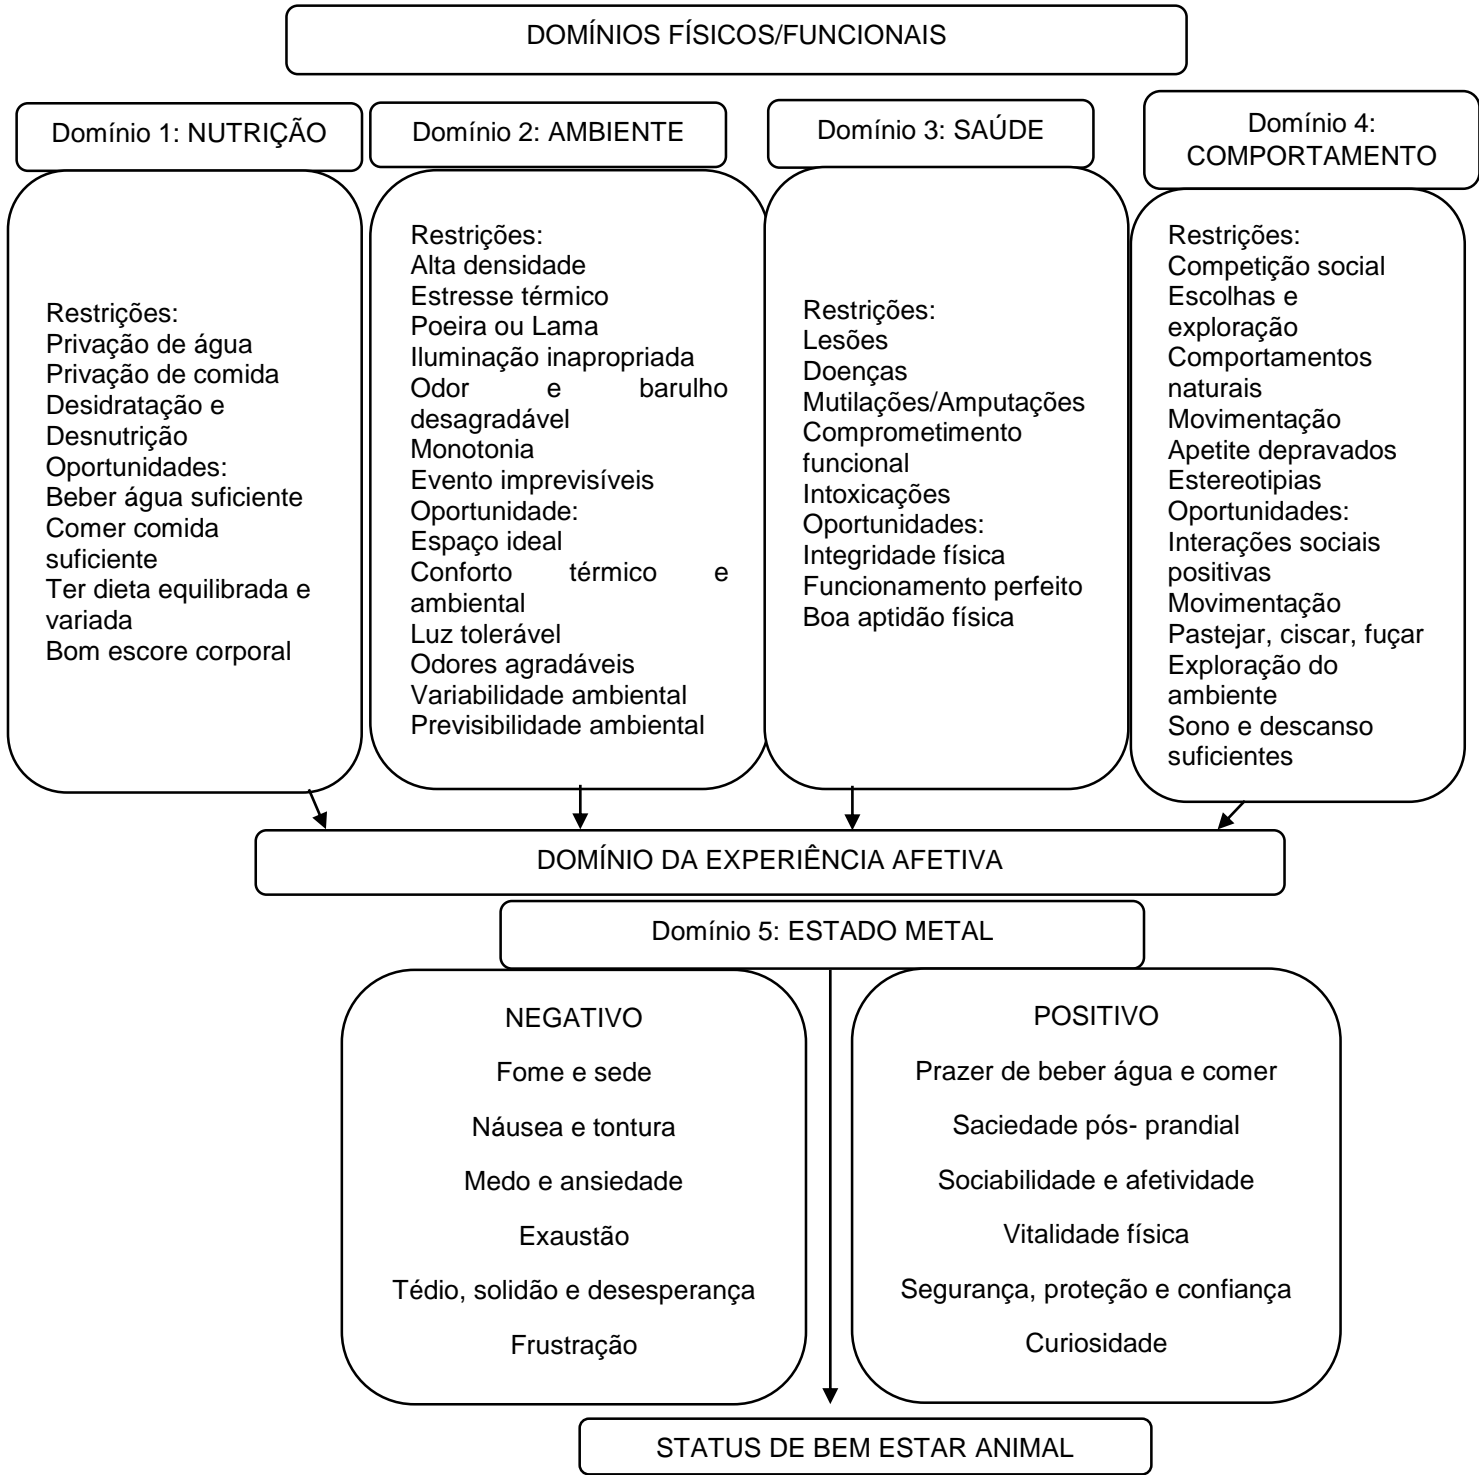 DOMÍNIOS FÍSICOS/FUNCIONAIS
Domínio 1: NUTRIÇÃO
Restrições:
Privação de água
Privação de comida
Desidratação e
Desnutrição
Oportunidades:
Beber água suficiente
Comer comida
suficiente
Ter dieta equilibrada e
variada
Bom escore corporal
Domínio 2: AMBIENTE
Restrições:
Alta densidade
Estresse térmico
Poeira ou Lama
Iluminação inapropriada
Odor e barulho
desagradável
Monotonia
Evento imprevisíveis
Oportunidade:
Espaço ideal
Conforto térmico e
ambiental
Luz tolerável
Odores agradáveis
Variabilidade ambiental
Previsibilidade ambiental
Domínio 3: SAÚDE
Restrições:
Lesões
Doenças
Mutilações/Amputações
Comprometimento
funcional
Intoxicações
Oportunidades:
Integridade física
Funcionamento perfeito
Boa aptidão física
Domínio 4:
COMPORTAMENTO
Restrições:
Competição social
Escolhas e
exploração
Comportamentos
naturais
Movimentação
Apetite depravados
Estereotipias
Oportunidades:
Interações sociais
positivas
Movimentação
Pastejar, ciscar, fuçar
Exploração do
ambiente
Sono e descanso
suficientes
DOMÍNIO DA EXPERIÊNCIA AFETIVA
Domínio 5: ESTADO METAL
NEGATIVO
Fome e sede
Náusea e tontura
Medo e ansiedade
Exaustão
Tédio, solidão e desesperança
Frustração
POSITIVO
Prazer de beber água e comer
Saciedade pós- prandial
Sociabilidade e afetividade
Vitalidade física
Segurança, proteção e confiança
Curiosidade
STATUS DE BEM ESTAR ANIMAL